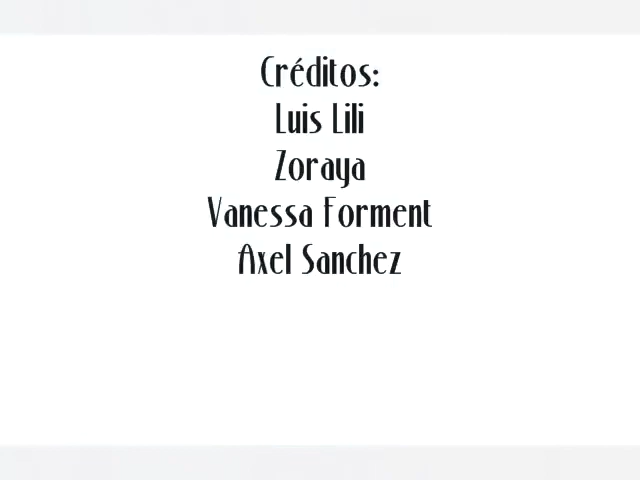 Créditos:
Luis Lili
Zoraya
Vanessa Forment
Axel Sanchez